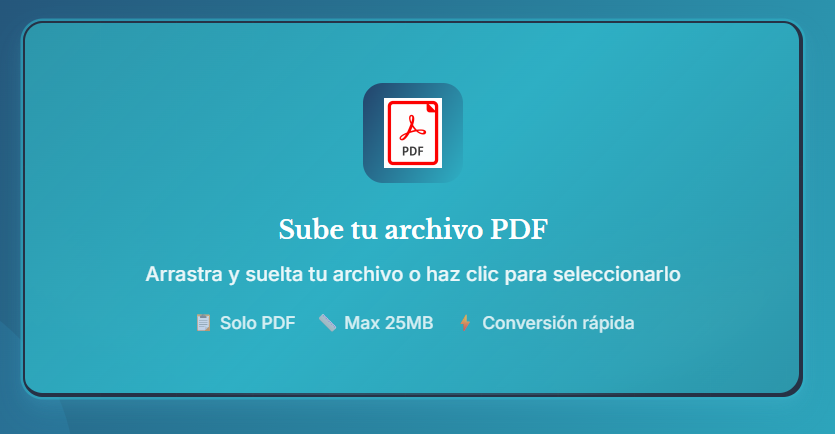 PDF
Sube tu archivo PDF
Arrastra y suelta tu archivo o haz clic para seleccionarlo
Solo PDF Max 25MB Conversión rápida